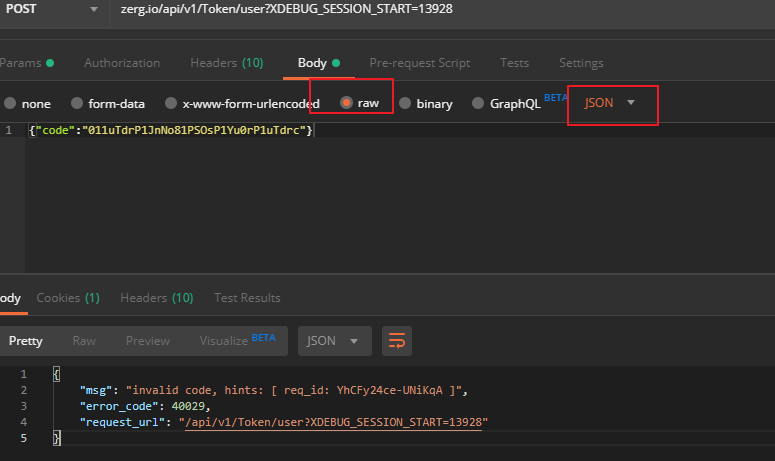 POST zerg.io/api/v1/Token/user?XDEBUG_SESSION_START=13928
Params Authorization Headers (10) Body Pre-request Script Tests Settings
none form-data x-www-form-urlencoded raw binary GraphQL BETA JSON
1 {"code":"011uTdrP1JnNo81PSOsP1Yu0rP1uTdrc"}
ody Cookies (1) Headers (10) Test Results
Pretty Raw Preview Visualize BETA JSON
1 {
2 "msg": "invalid code, hints: [ req_id: YhCFy24ce-UNiKqA ]",
3 "error_code": 40029,
4 "request_url": "/api/v1/Token/user?XDEBUG_SESSION_START=13928"
5 }